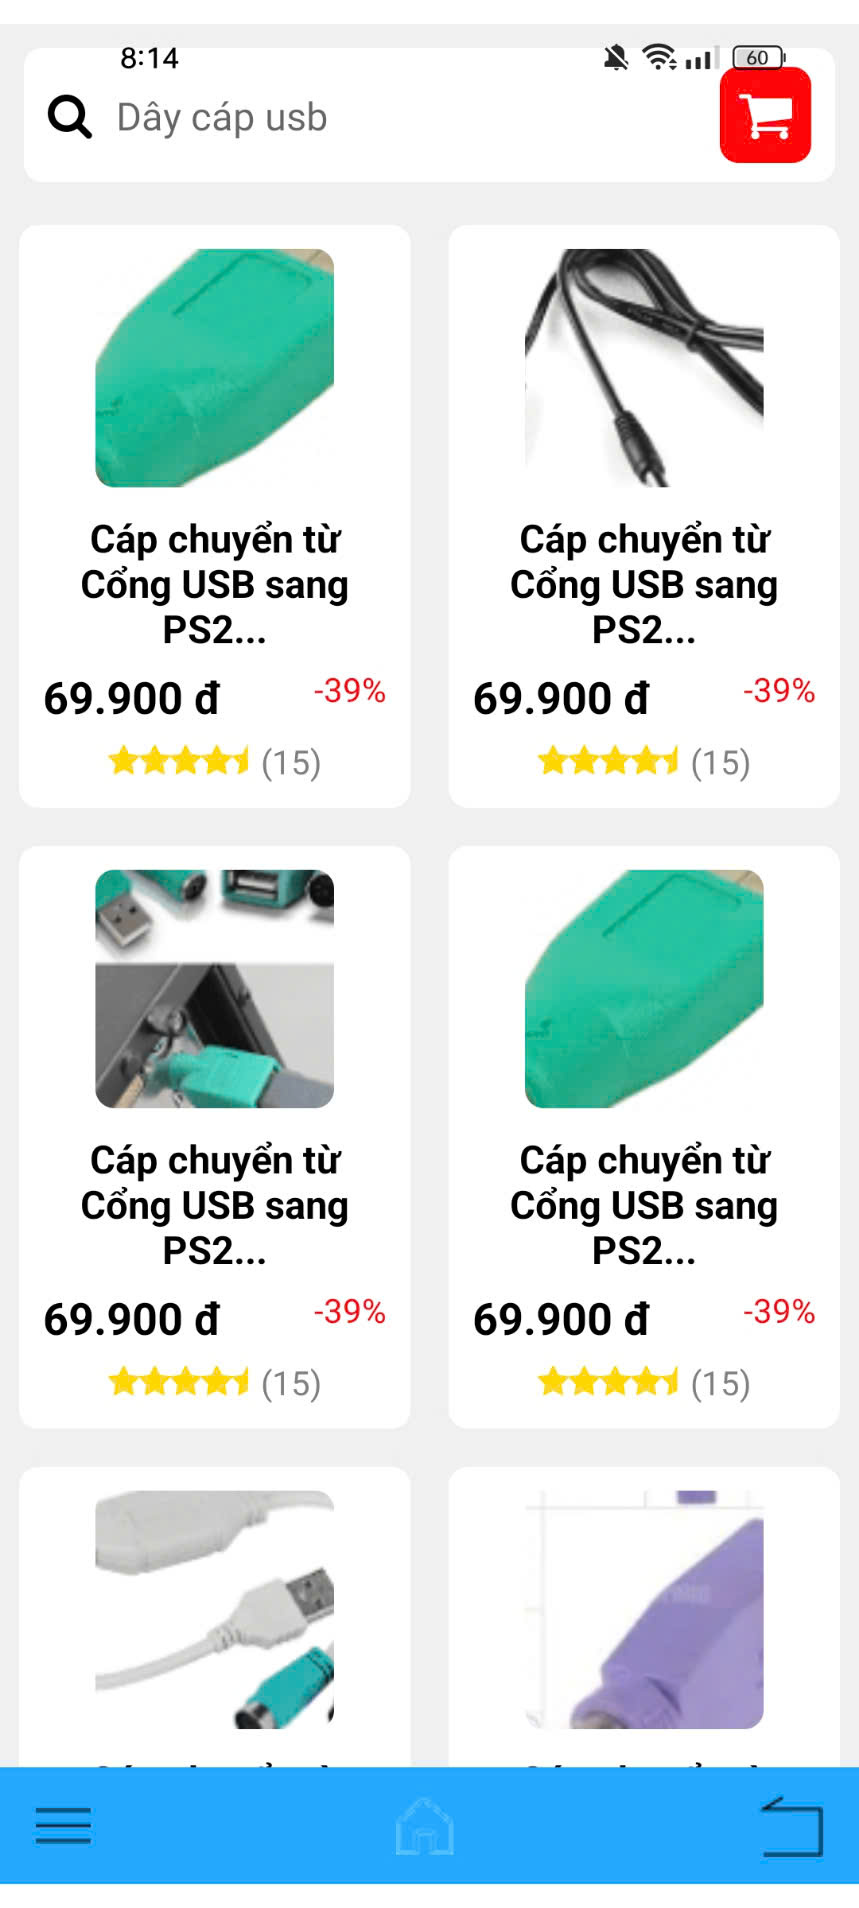 8:14
60
Dây cáp usb
Cáp chuyển từ
Cổng USB sang
PS2...
69.900 đ
-39%
(15)
Cáp chuyển từ
Cổng USB sang
PS2...
69.900 đ
-39%
(15)
Cáp chuyển từ
Cổng USB sang
PS2...
69.900 đ
-39%
(15)
Cáp chuyển từ
Cổng USB sang
PS2...
69.900 đ
-39%
(15)